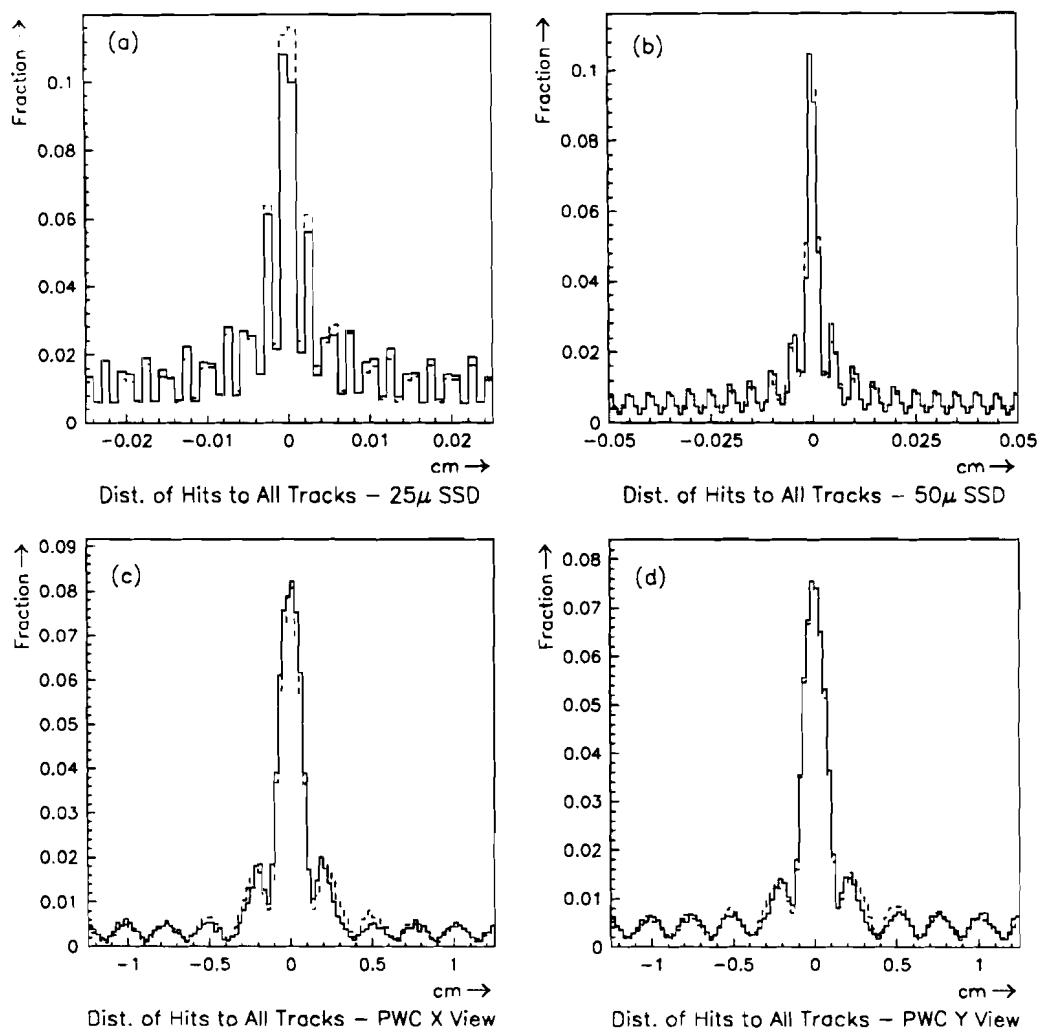 Fraction →
(a)
0.1
0.08
0.06
0.04
0.02
0
-0.02 -0.01 0 0.01 0.02
cm →
Dist. of Hits to All Tracks – 25μ SSD
Fraction →
(b)
0.1
0.08
0.06
0.04
0.02
0
-0.05 -0.025 0 0.025 0.05
cm →
Dist. of Hits to All Tracks – 50μ SSD
Fraction →
(c)
0.09
0.08
0.07
0.06
0.05
0.04
0.03
0.02
0.01
0
-1 -0.5 0 0.5 1
cm →
Dist. of Hits to All Tracks – PWC X View
Fraction →
(d)
0.08
0.07
0.06
0.05
0.04
0.03
0.02
0.01
0
-1 -0.5 0 0.5 1
cm →
Dist. of Hits to All Tracks – PWC Y View